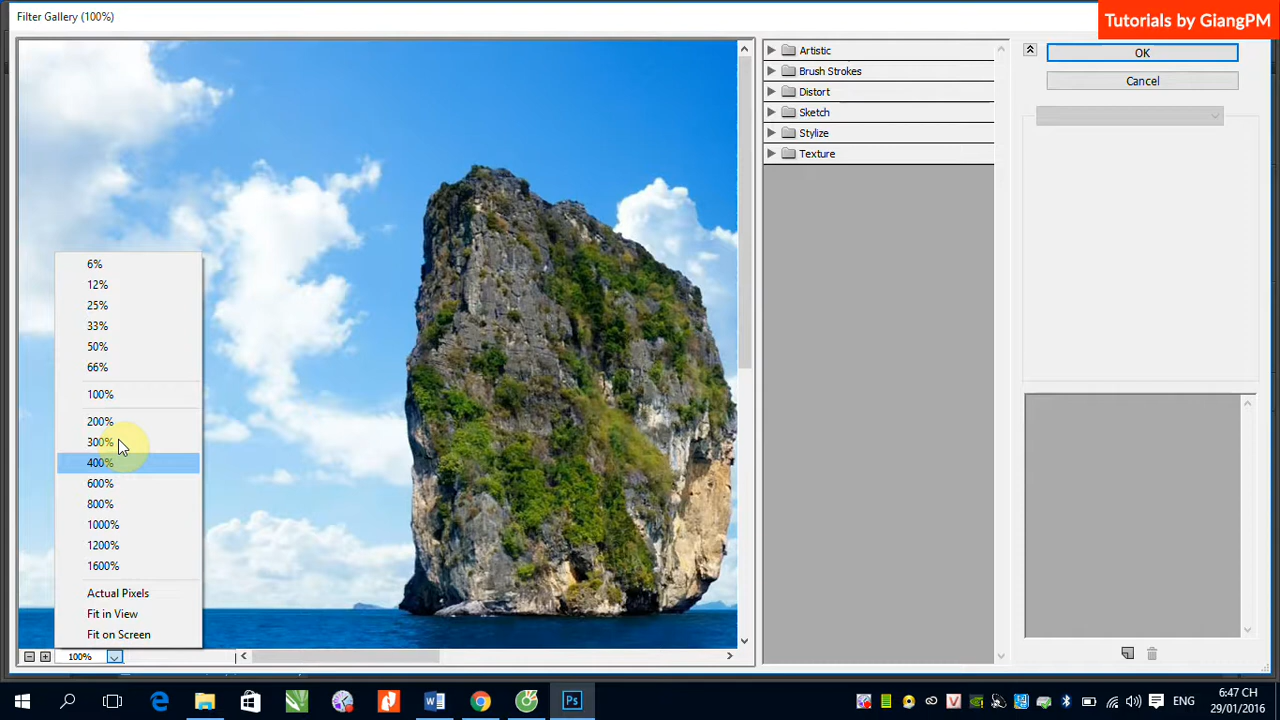 Filter Gallery (100%)
Tutorials by GiangPM
Artistic
Brush Strokes
Distort
Sketch
Stylize
Texture
OK
Cancel
6%
12%
25%
33%
50%
66%
100%
200%
300%
400%
600%
800%
1000%
1200%
1600%
Actual Pixels
Fit in View
Fit on Screen
100%
ENG
6:47 CH
29/01/2016